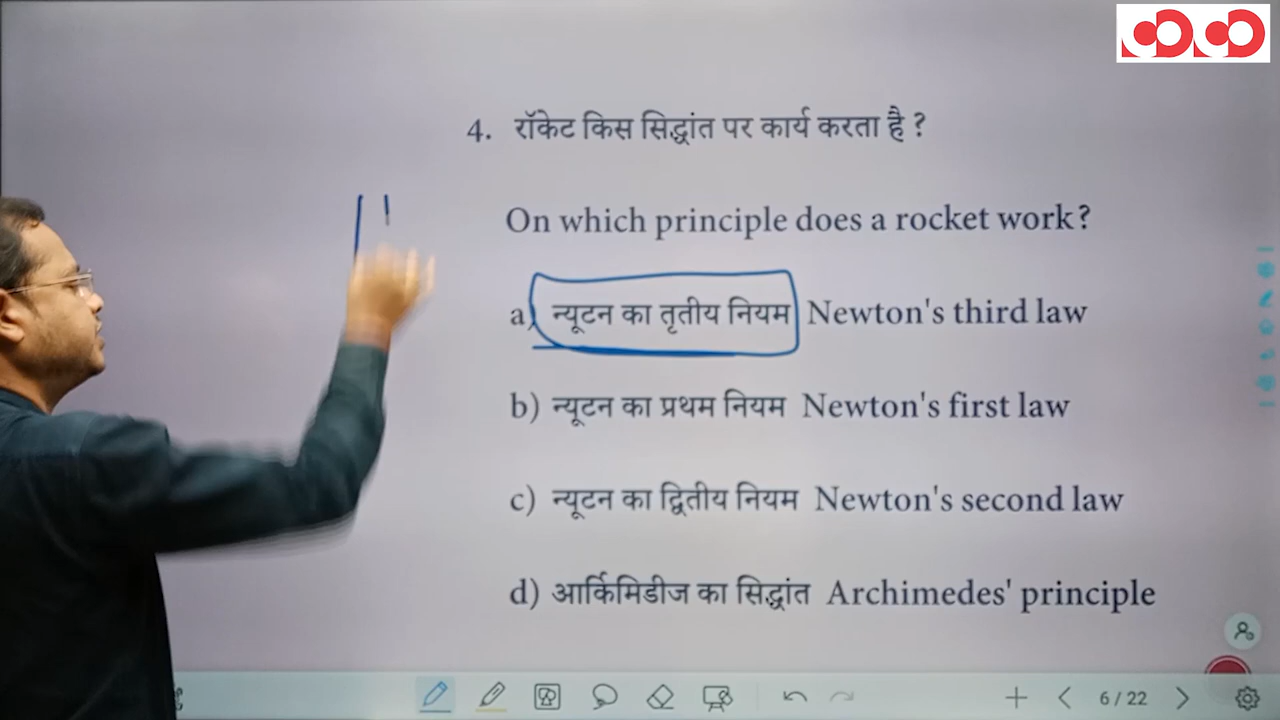 4. रॉकेट किस सिद्धांत पर कार्य करता है ?
On which principle does a rocket work?
a) न्यूटन का तृतीय नियम Newton's third law
b) न्यूटन का प्रथम नियम Newton's first law
c) न्यूटन का द्वितीय नियम Newton's second law
d) आर्किमिडीज का सिद्धांत Archimedes' principle
6 / 22